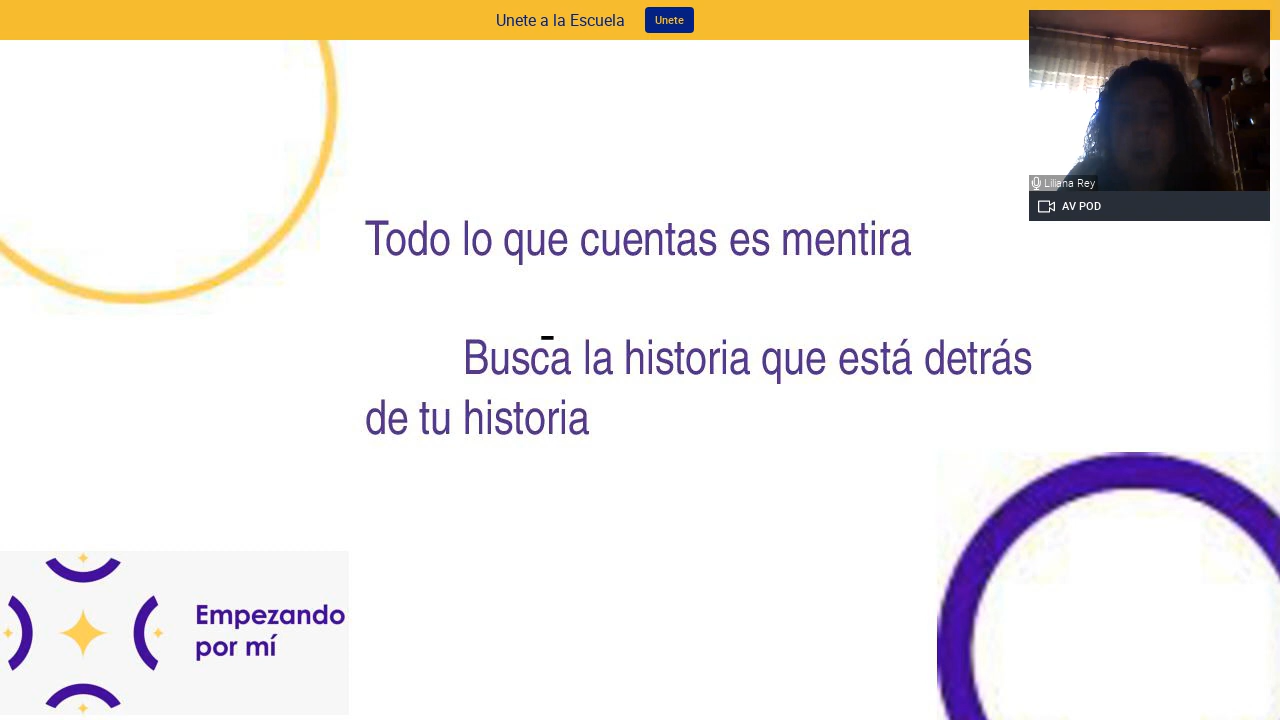 Unete a la Escuela
Unete
Liliana Rey
AV POD
Todo lo que cuentas es mentira
Busca la historia que está detrás
de tu historia
Empezando
por mí